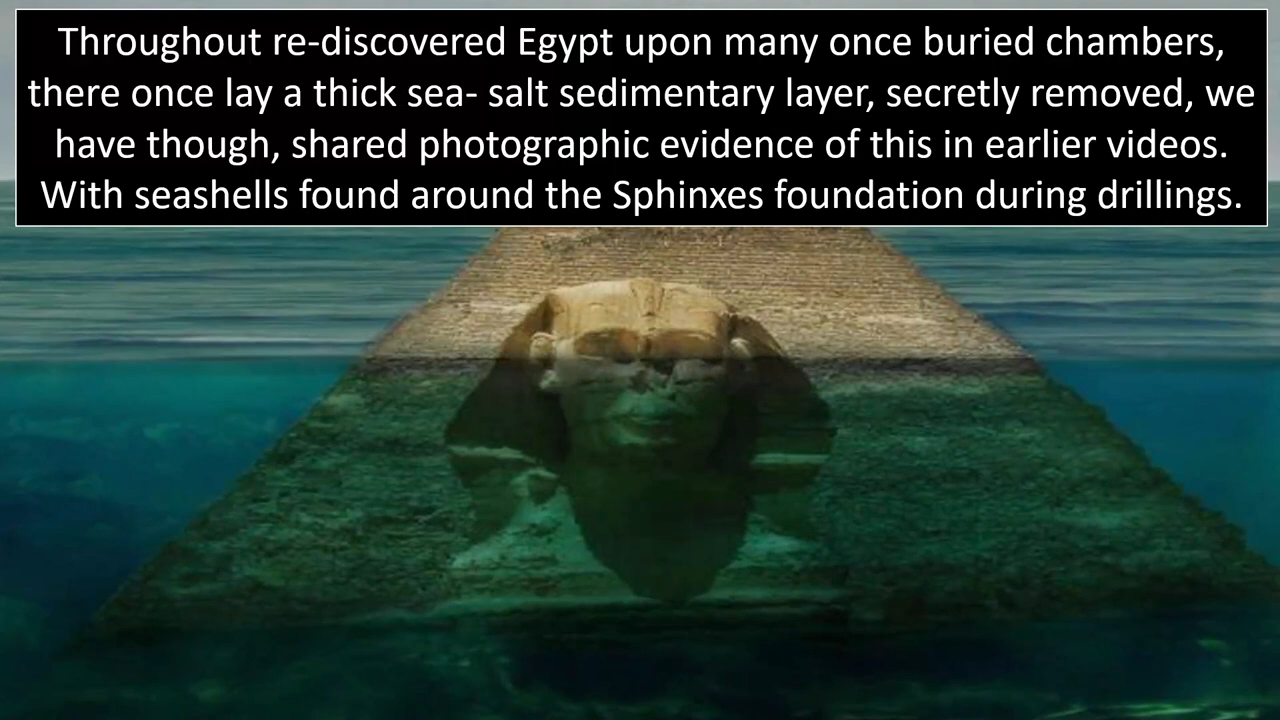 Throughout re-discovered Egypt upon many once buried chambers,
there once lay a thick sea- salt sedimentary layer, secretly removed, we
have though, shared photographic evidence of this in earlier videos.
With seashells found around the Sphinxes foundation during drillings.